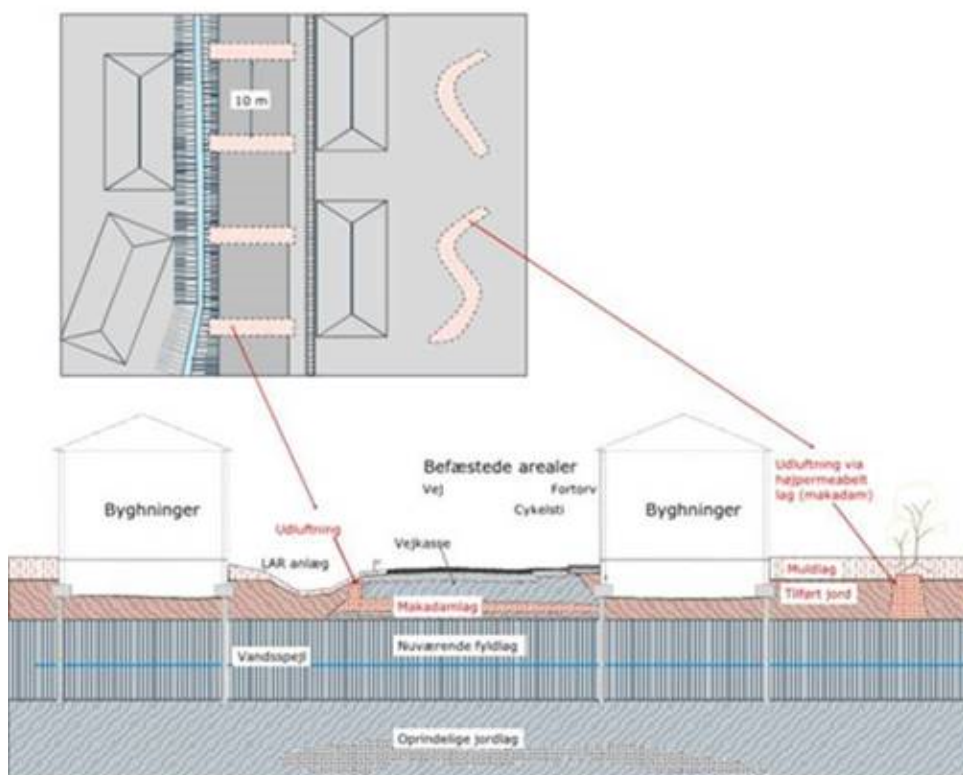 10 m
Befæstede arealer
Vej
Fortorv
Cykelsti
Udluftning via
højpermeabelt
lag (makadam)
Byghninger
Byghninger
Udluftning
Vejkasse
LAR anlæg
Muldlag
Tilført jord
Makadamlag
Nuværende fyldlag
Vandsspejl
Oprindelige jordlag